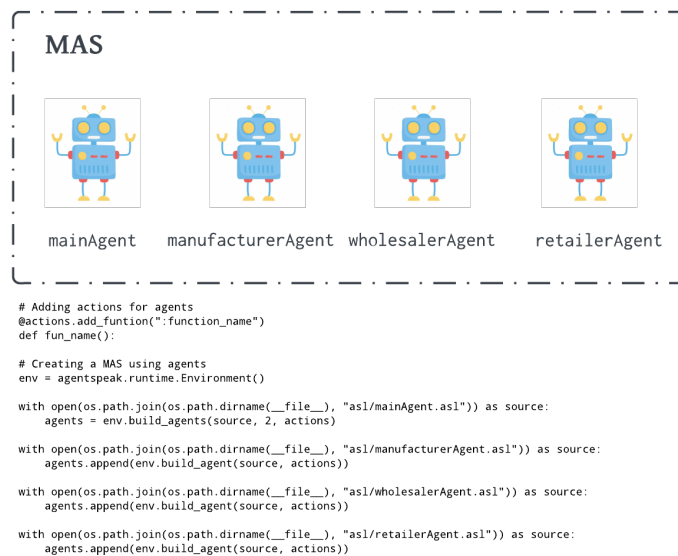 MAS
mainAgent manufacturerAgent wholesalerAgent retailerAgent
# Adding actions for agents
@actions.add_funtion(":function_name")
def fun_name():
# Creating a MAS using agents
env = agentspeak.runtime.Environment()
with open(os.path.join(os.path.dirname(__file__), "asl/mainAgent.asl")) as source:
    agents = env.build_agents(source, 2, actions)
with open(os.path.join(os.path.dirname(__file__), "asl/manufacturerAgent.asl")) as source:
    agents.append(env.build_agent(source, actions))
with open(os.path.join(os.path.dirname(__file__), "asl/wholesalerAgent.asl")) as source:
    agents.append(env.build_agent(source, actions))
with open(os.path.join(os.path.dirname(__file__), "asl/retailerAgent.asl")) as source:
    agents.append(env.build_agent(source, actions))